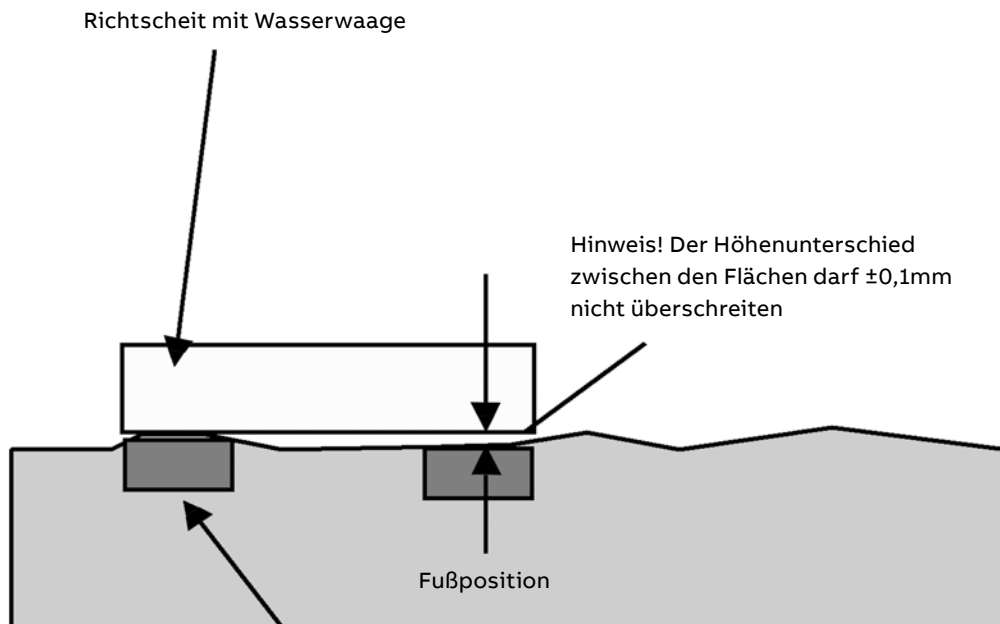 Richtscheit mit Wasserwaage
Hinweis! Der Höhenunterschied
zwischen den Flächen darf ±0,1mm
nicht überschreiten
Fußposition